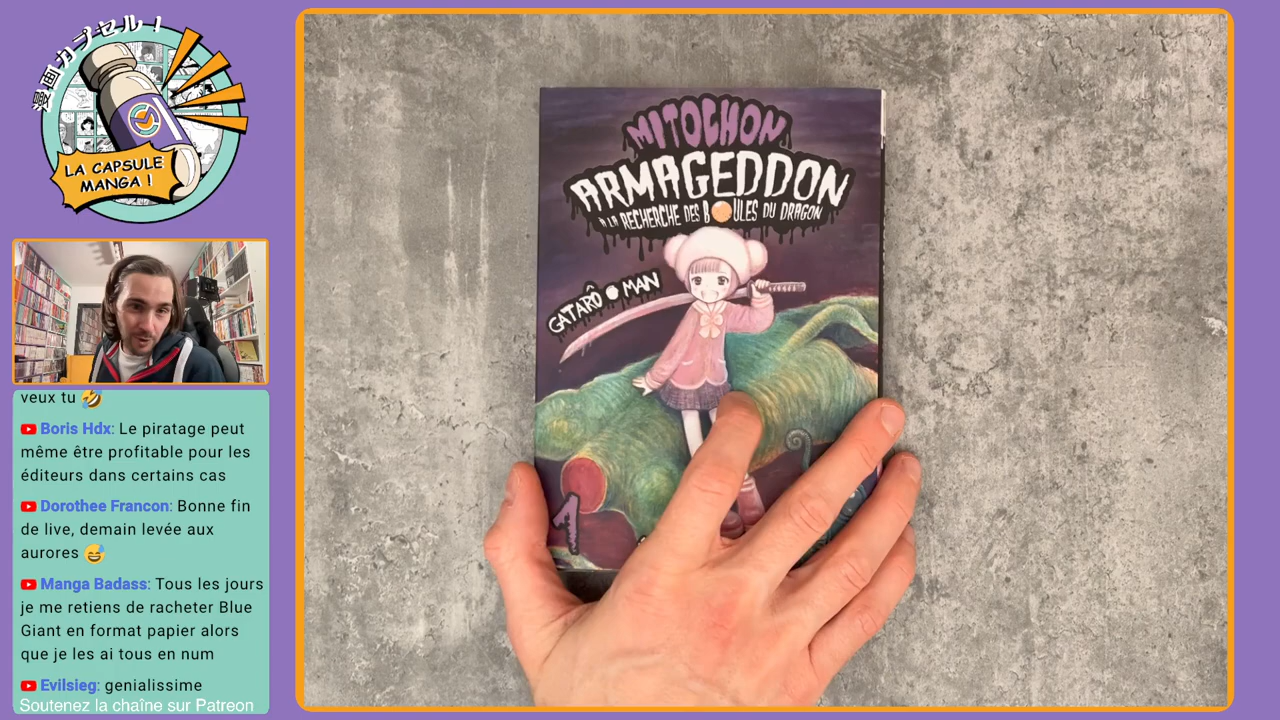 漫画カプセル!
LA CAPSULE
MANGA !
veux tu 🤣
Boris Hdx: Le piratage peut
même être profitable pour les
éditeurs dans certains cas
Dorothee Francon: Bonne fin
de live, demain levée aux
aurores 😅
Manga Badass: Tous les jours
je me retiens de racheter Blue
Giant en format papier alors
que je les ai tous en num
Evilsieg: genialissime
Soutenez la chaîne sur Patreon
MITOCHON
ARMAGEDDON
À LA RECHERCHE DES BOULES DU DRAGON
GATARÔ MAN
1